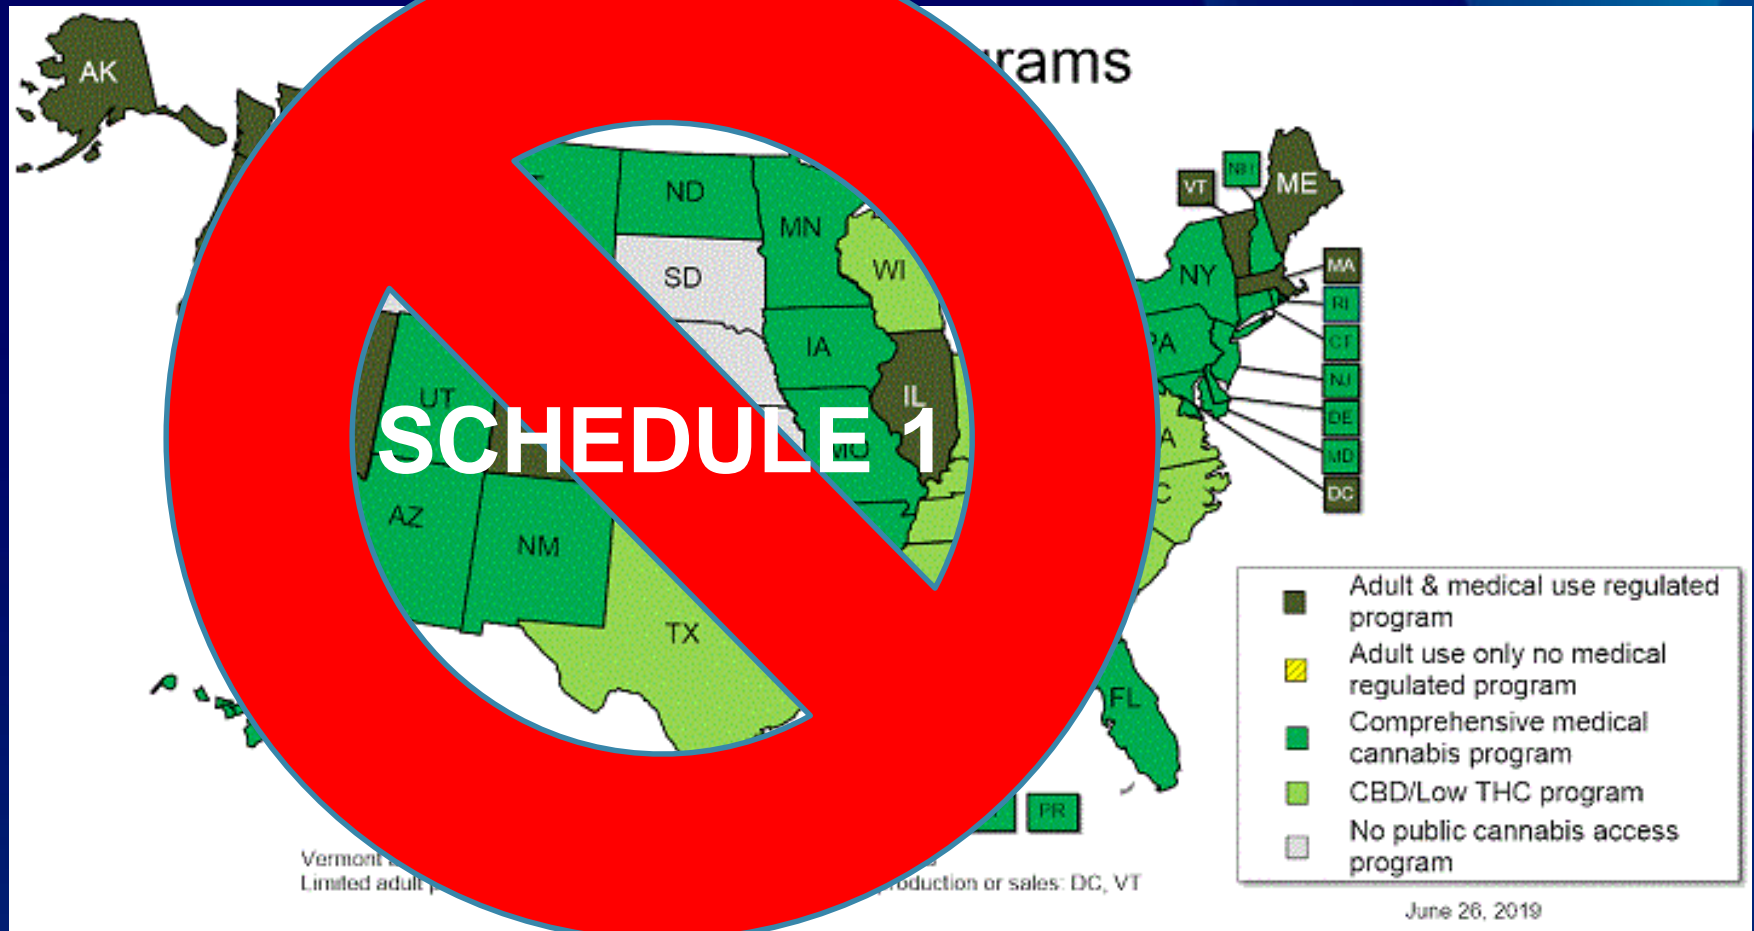 rams
AK
ND
MN
VT
NH
ME
SD
WI
NY
MA
RI
IA
PA
CT
UT
IL
NJ
SCHEDULE 1
DE
MO
A
MD
C
DC
AZ
NM
TX
FL
PR
Adult & medical use regulated
program
Adult use only no medical
regulated program
Comprehensive medical
cannabis program
CBD/Low THC program
No public cannabis access
program
Vermont
Limited adult
oduction or sales: DC, VT
June 26, 2019